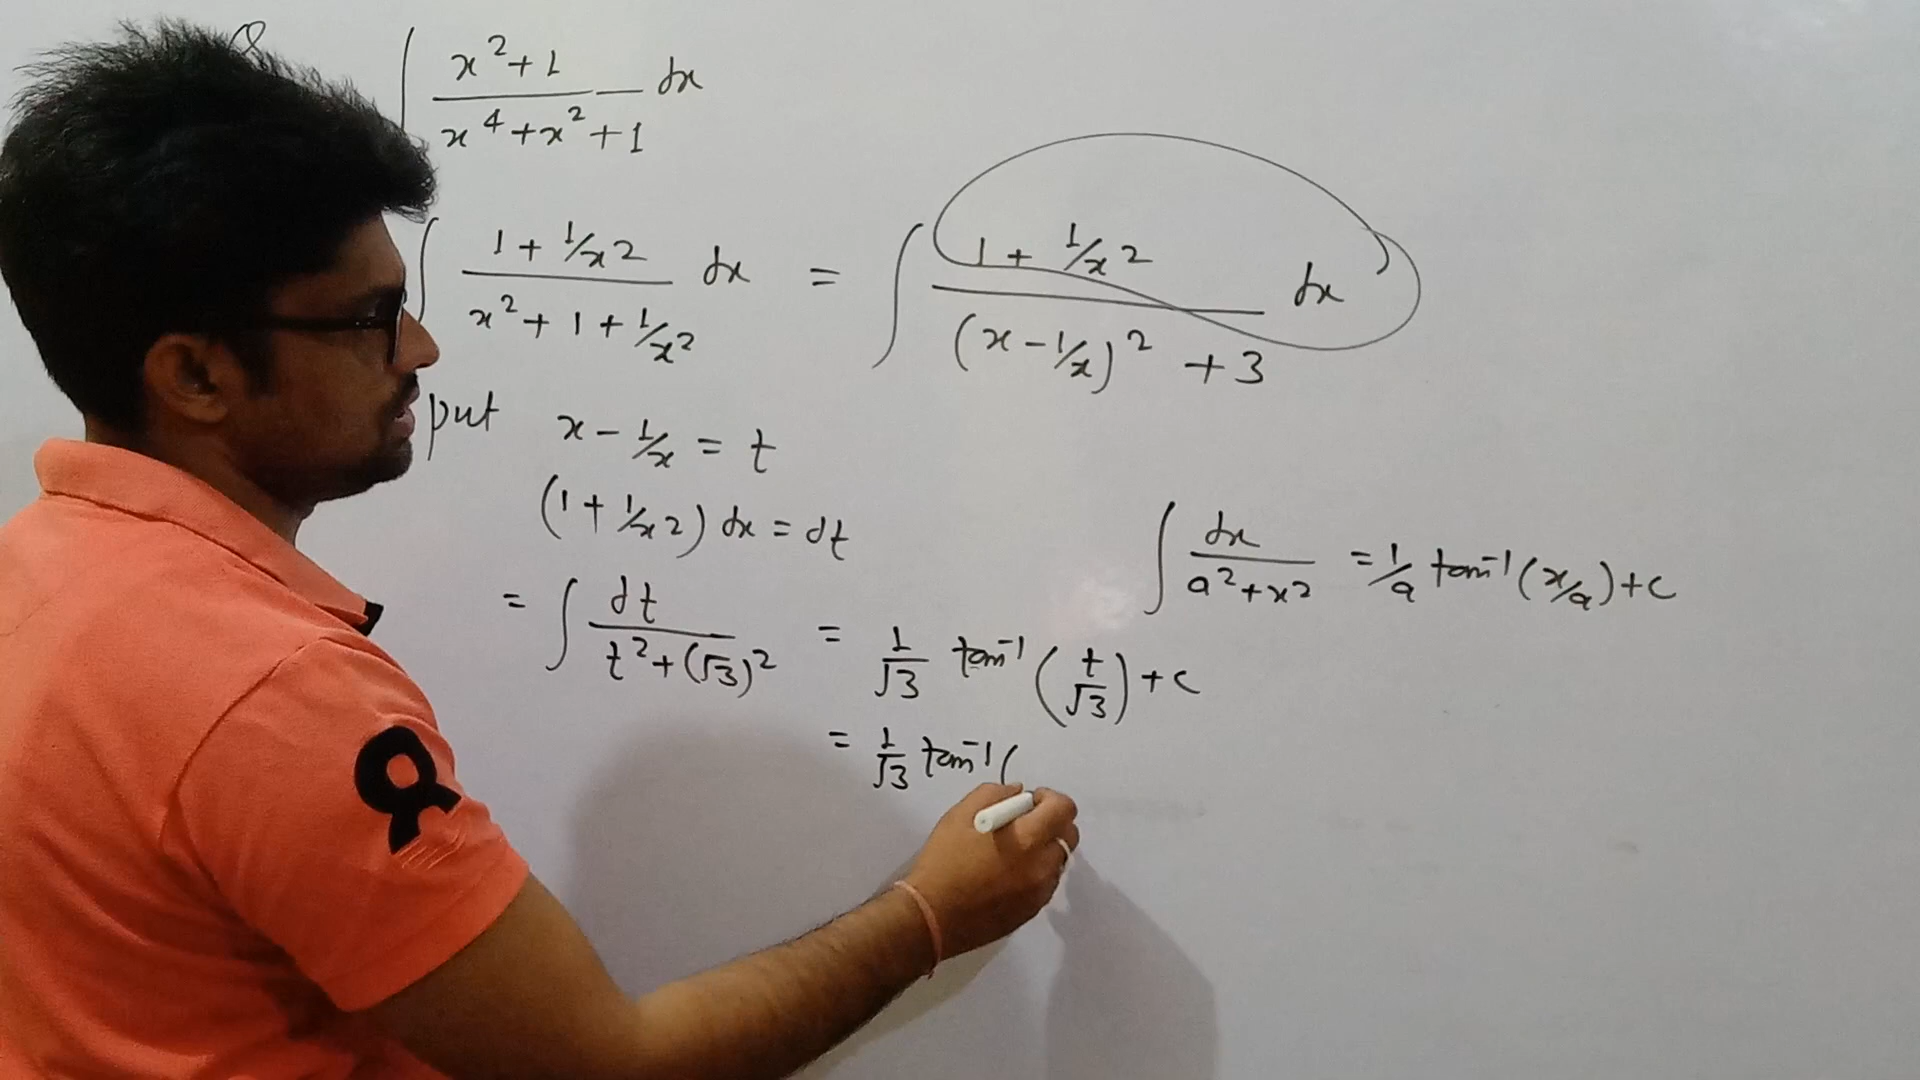 Q ∫ x²+1 / x⁴+x²+1 dx
∫ 1+1/x² / x²+1+1/x² dx = ∫ 1+1/x² / (x-1/x)²+3 dx
put x-1/x = t
(1+1/x²) dx = dt
∫ dx / a²+x² = 1/a tan⁻¹(x/a)+c
= ∫ dt / t²+(√3)² = 1/√3 tan⁻¹(t/√3)+c
= 1/√3 tan⁻¹(